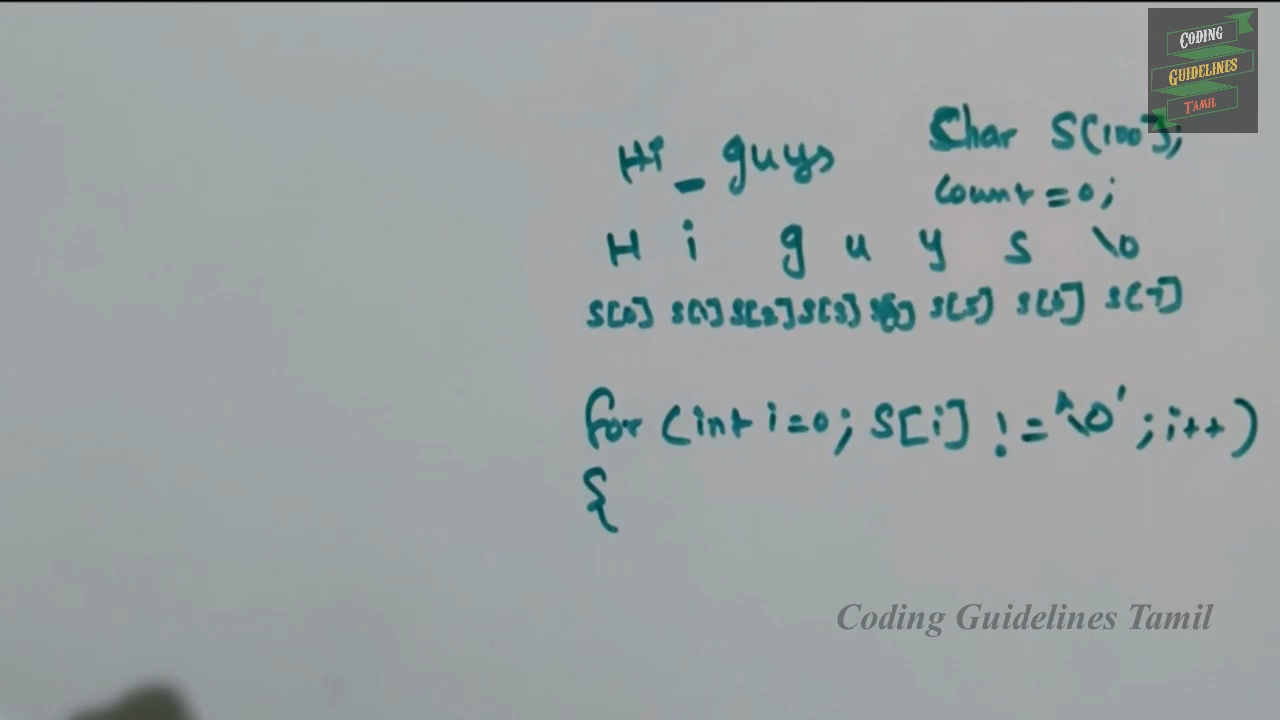 CODING
GUIDELINES
TAMIL
Hi_guys
Char S[100];
Count = 0;
H i g u y s \0
S[0] S[1] S[2] S[3] S[4] S[5] S[6] S[7]
for (int i=0; S[i] != '\0' ; i++)
{
Coding Guidelines Tamil